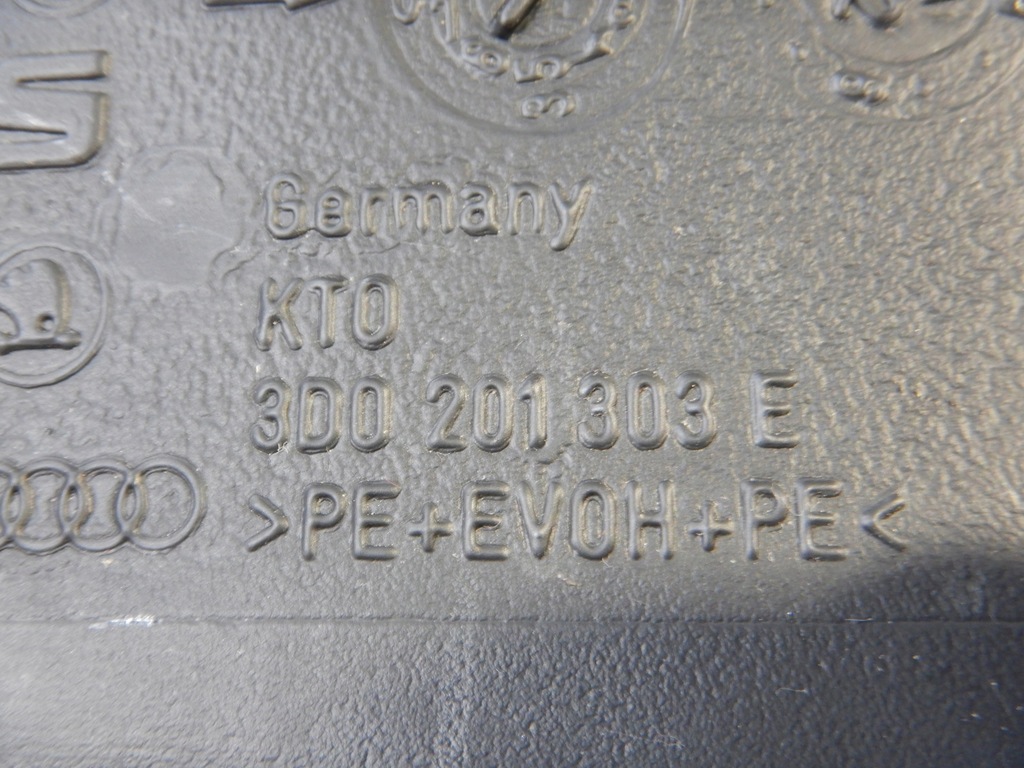 Germany
KTO
3D0 201 303 E
>PE+EVOH+PE<